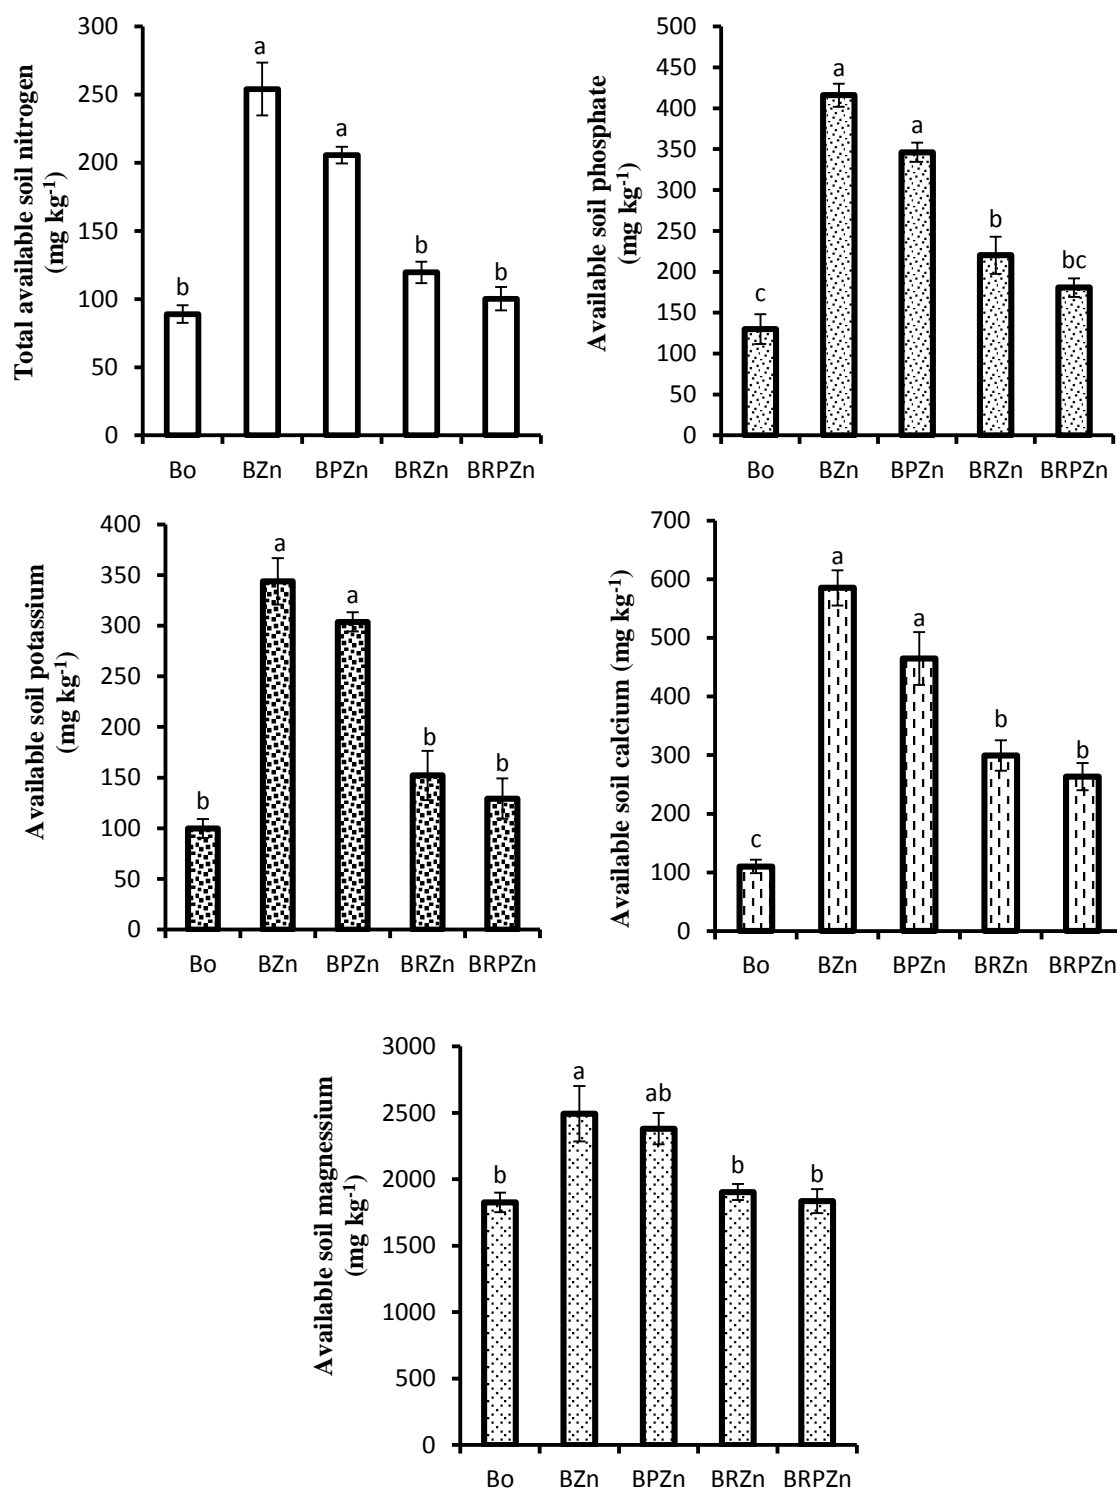 Total available soil nitrogen
(mg kg-1)
300
250
200
150
100
50
0
b
a
a
b
b
Bo BZn BPZn BRZn BRPZn
Available soil phosphate
(mg kg-1)
500
450
400
350
300
250
200
150
100
50
0
c
a
a
b
bc
Bo BZn BPZn BRZn BRPZn
Available soil potassium
(mg kg-1)
400
350
300
250
200
150
100
50
0
b
a
a
b
b
Bo BZn BPZn BRZn BRPZn
Available soil calcium (mg kg-1)
700
600
500
400
300
200
100
0
c
a
a
b
b
Bo BZn BPZn BRZn BRPZn
Available soil magnessium
(mg kg-1)
3000
2500
2000
1500
1000
500
0
b
a
ab
b
b
Bo BZn BPZn BRZn BRPZn